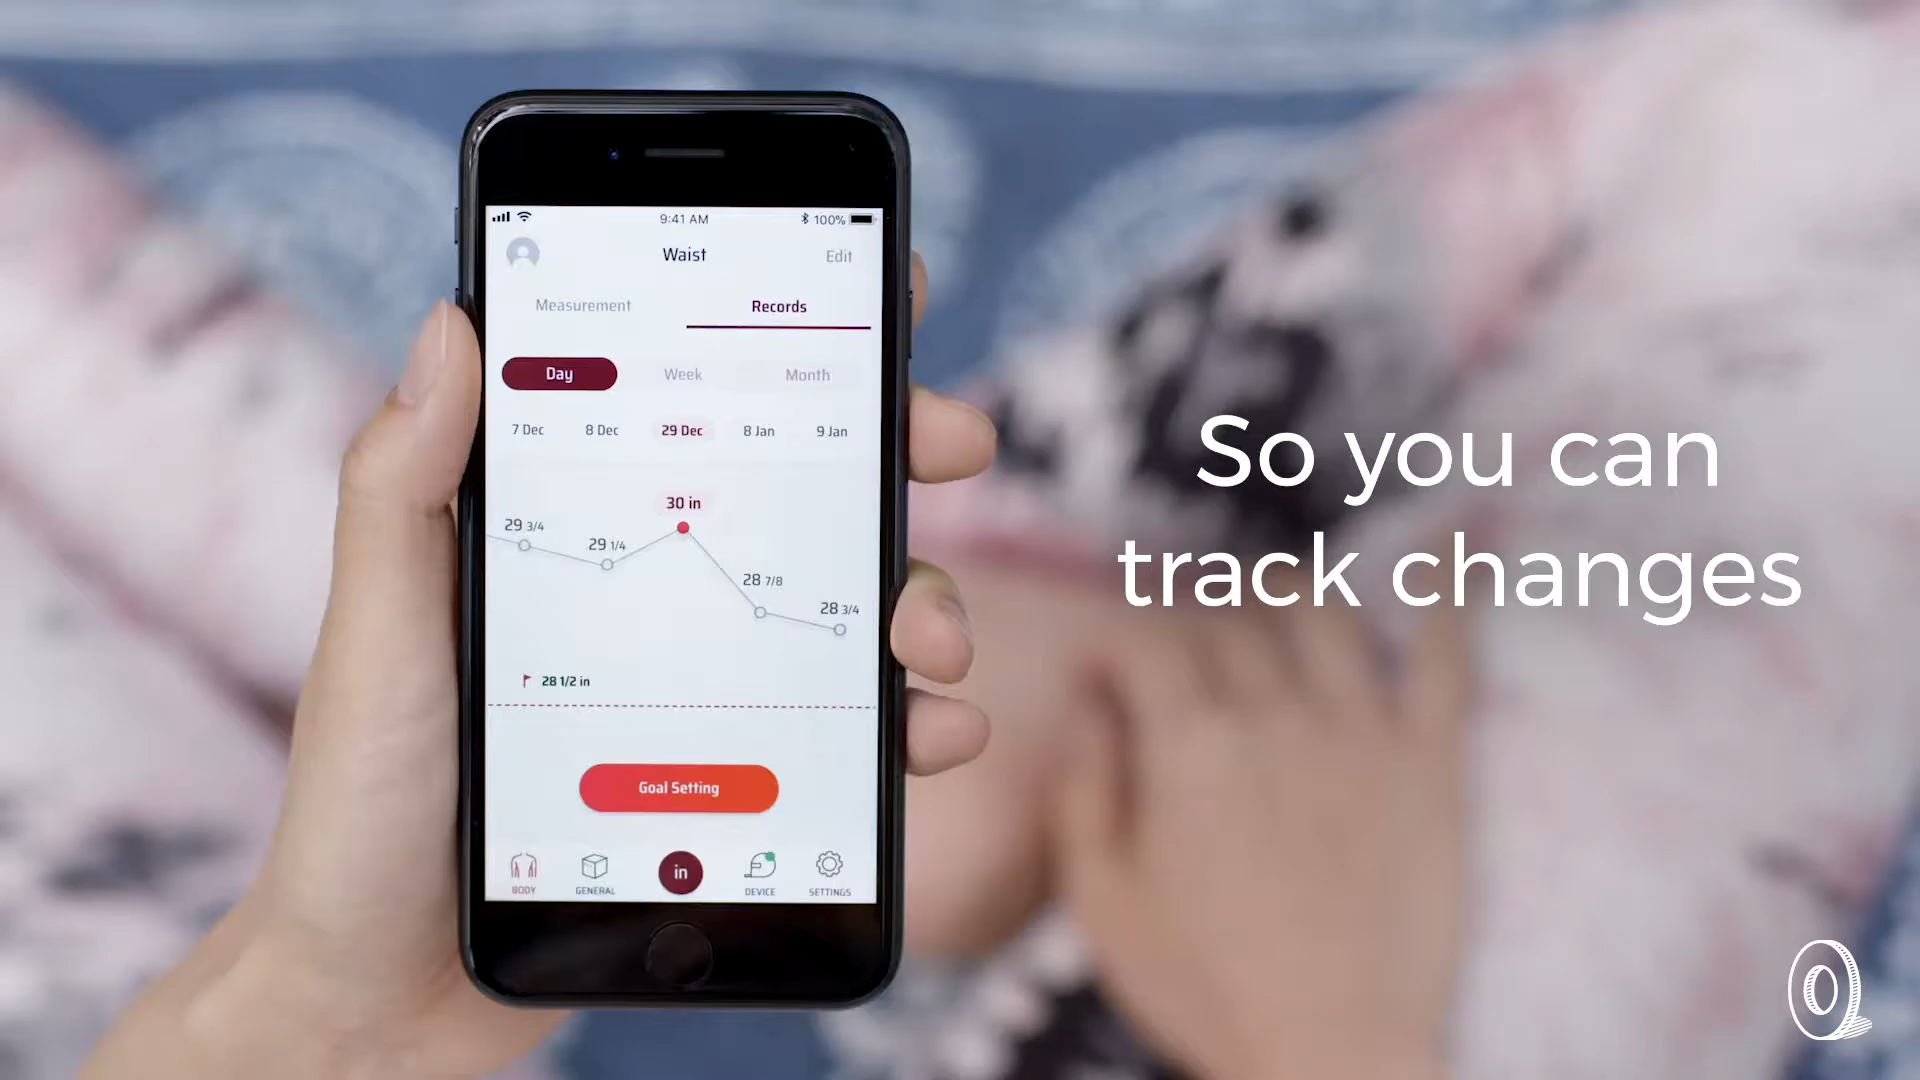 9:41 AM
100%
Waist
Edit
Measurement
Records
Day
Week
Month
7 Dec
8 Dec
29 Dec
8 Jan
9 Jan
30 in
29 3/4
29 1/4
28 7/8
28 3/4
28 1/2 in
Goal Setting
in
BODY
GENERAL
DEVICE
SETTINGS
So you can
track changes